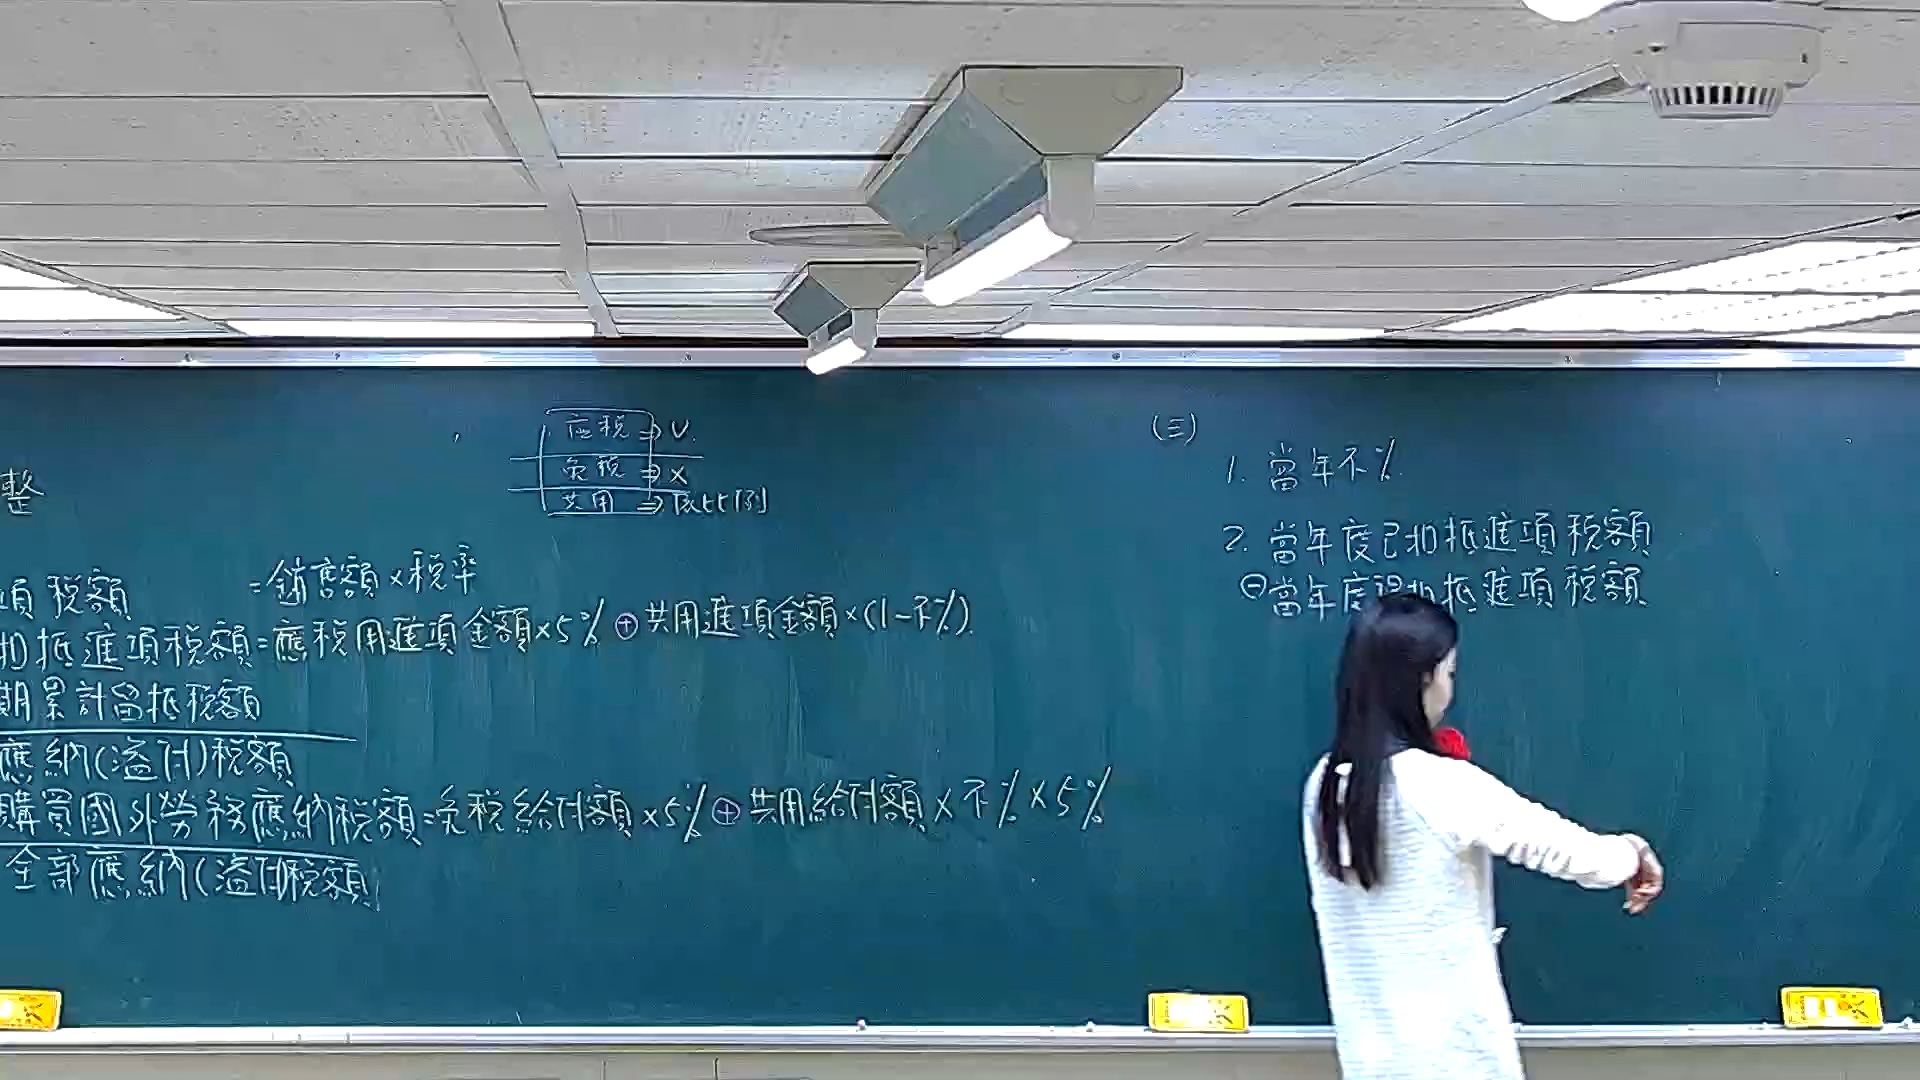 整
項 稅額 =銷售額×稅率
扣抵進項稅額=應稅用進項金額×5% ⊕ 共用進項金額×(1-不%)
期累計留抵稅額
應納(溢付)稅額
購買國外勞務應納稅額=免稅給付額×5%⊕共用給付額×不%×5%
全部應納(溢付)稅額
應稅⇒V
免稅⇒X
共用⇒依比例
(三)
1. 當年不%
2. 當年度已扣抵進項稅額
⊖當年度得扣抵進項稅額